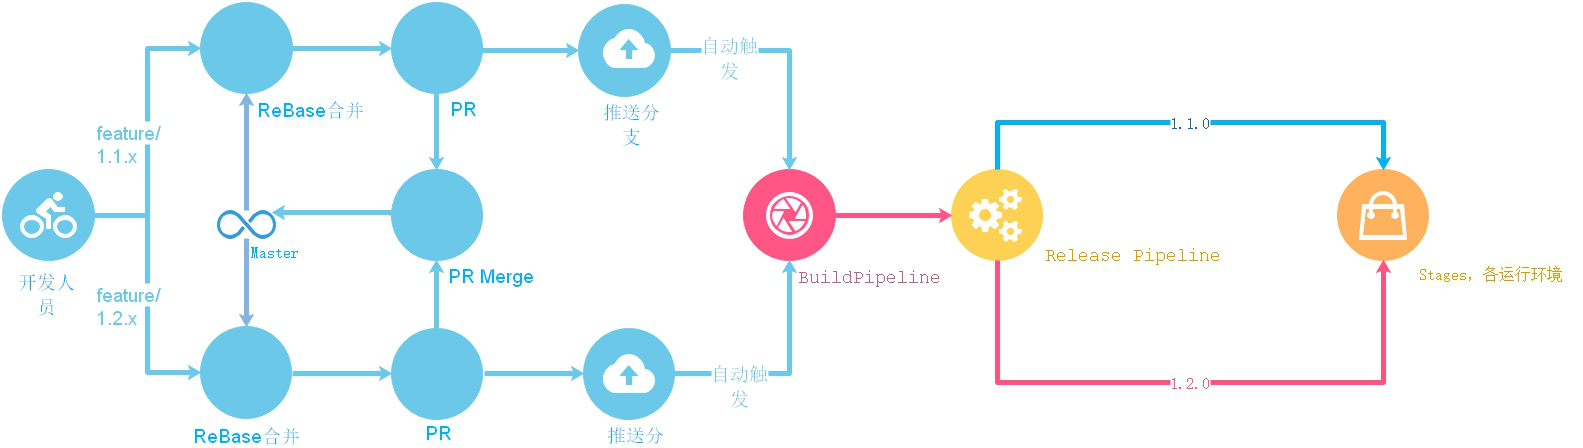 自动触
发
ReBase合并
PR
推送分
支
feature/
1.1.x
1.1.0
Master
开发人
员
PR Merge
BuildPipeline
Release Pipeline
Stages，各运行环境
feature/
1.2.x
自动触
发
1.2.0
ReBase合并
PR
推送分